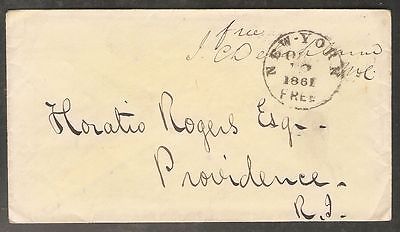 free
NEW-YORK
1861
FREE
Horatio Rogers Esq.
Providence.
R.I.